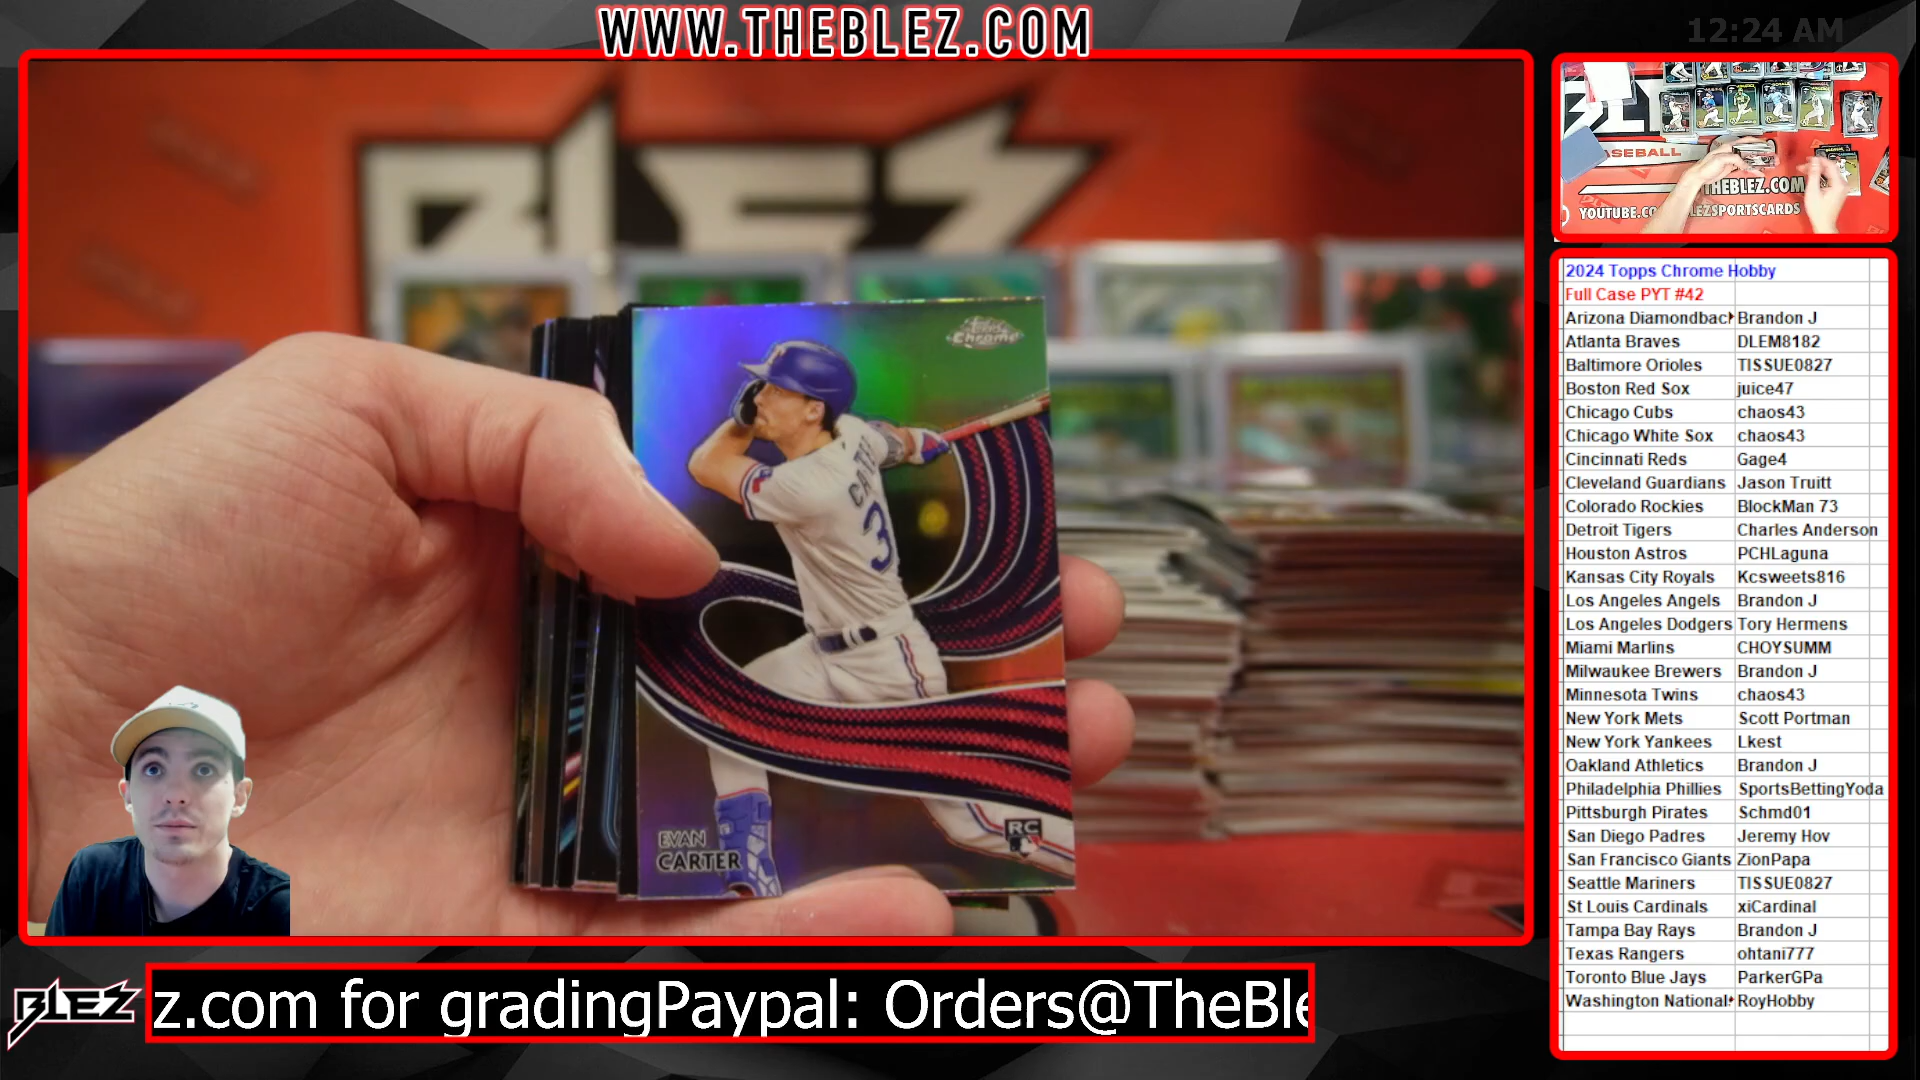 WWW.THEBLEZ.COM
12:24 AM
BLEZ
Topps
Chrome
CARTER
3
EVAN
CARTER
RC
BASEBALL
THEBLEZ.COM
2024 Topps Chrome Hobby
Full Case PYT #42
Arizona Diamondback Brandon J
Atlanta Braves DLEM8182
Baltimore Orioles TISSUE0827
Boston Red Sox juice47
Chicago Cubs chaos43
Chicago White Sox chaos43
Cincinnati Reds Gage4
Cleveland Guardians Jason Truitt
Colorado Rockies BlockMan 73
Detroit Tigers Charles Anderson
Houston Astros PCHLaguna
Kansas City Royals Kcsweets816
Los Angeles Angels Brandon J
Los Angeles Dodgers Tory Hermens
Miami Marlins CHOYSUMM
Milwaukee Brewers Brandon J
Minnesota Twins chaos43
New York Mets Scott Portman
New York Yankees Lkest
Oakland Athletics Brandon J
Philadelphia Phillies SportsBettingYoda
Pittsburgh Pirates Schmd01
San Diego Padres Jeremy Hov
San Francisco Giants ZionPapa
Seattle Mariners TISSUE0827
St Louis Cardinals xiCardinal
Tampa Bay Rays Brandon J
Texas Rangers ohtani777
Toronto Blue Jays ParkerGPa
Washington National RoyHobby
BLEZ
z.com for gradingPaypal: Orders@TheBle